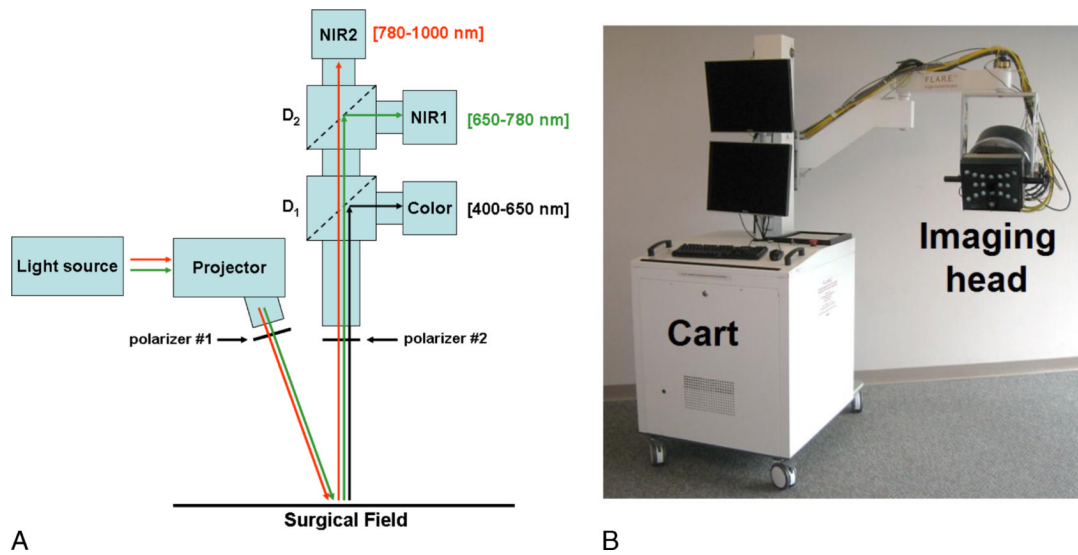 NIR2 [780-1000 nm]
D2 NIR1 [650-780 nm]
D1 Color [400-650 nm]
Light source Projector
polarizer #1 polarizer #2
Surgical Field
A
FLARE™
Imaging
head
Cart
B